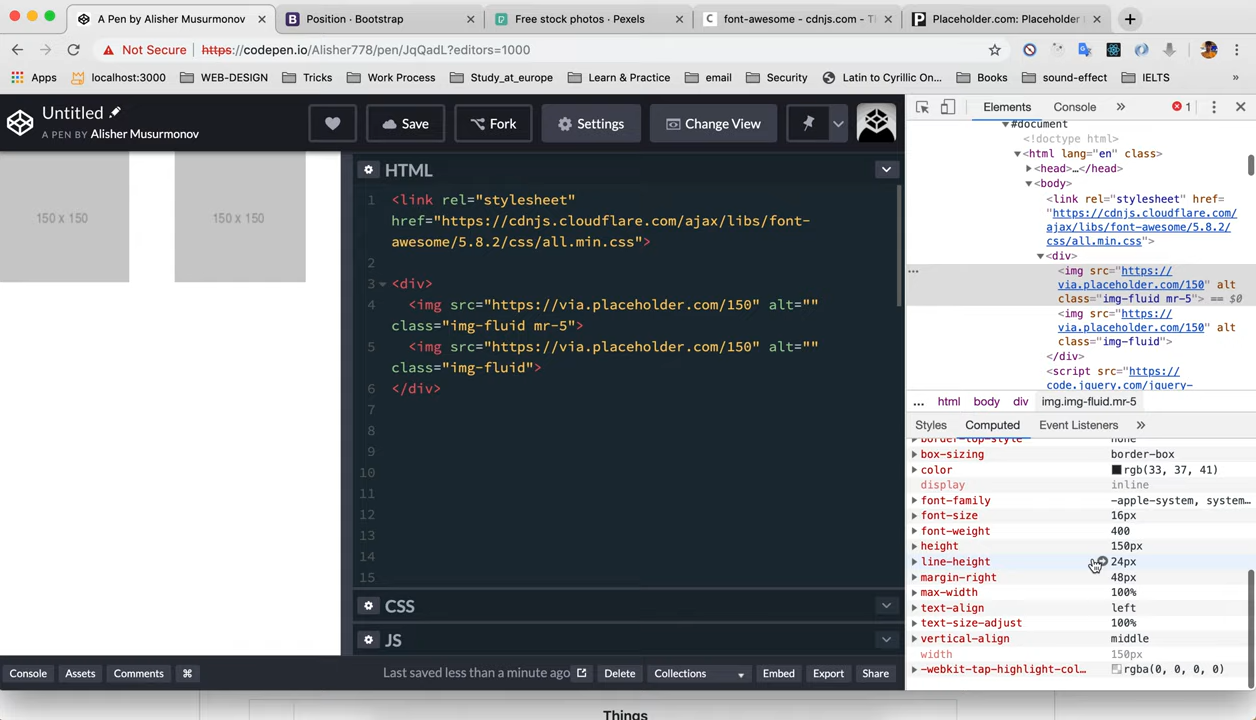 A Pen by Alisher Musurmonov
Position · Bootstrap
Free stock photos · Pexels
font-awesome - cdnjs.com - Th
Placeholder.com: Placeholder
Not Secure
https://codepen.io/Alisher778/pen/JqQadL?editors=1000
Apps
localhost:3000
WEB-DESIGN
Tricks
Work Process
Study_at_europe
Learn & Practice
email
Security
Latin to Cyrillic On...
Books
sound-effect
IELTS
»
Untitled
A PEN BY Alisher Musurmonov
Save
Fork
Settings
Change View
150 x 150
150 x 150
HTML
1 <link rel="stylesheet"
href="https://cdnjs.cloudflare.com/ajax/libs/font-
awesome/5.8.2/css/all.min.css">
2
3 <div>
4 <img src="https://via.placeholder.com/150" alt=""
class="img-fluid mr-5">
5 <img src="https://via.placeholder.com/150" alt=""
class="img-fluid">
6 </div>
7
8
9
10
11
12
13
14
15
CSS
JS
Console
Assets
Comments
⌘
Last saved less than a minute ago
Delete
Collections
Embed
Export
Share
Things
Elements
Console
»
1
#document
<!doctype html>
<html lang="en" class>
<head>…</head>
<body>
<link rel="stylesheet" href=
"https://cdnjs.cloudflare.com/
ajax/libs/font-awesome/5.8.2/
css/all.min.css">
<div>
<img src="https://
via.placeholder.com/150" alt
class="img-fluid mr-5"> == $0
<img src="https://
via.placeholder.com/150" alt
class="img-fluid">
</div>
<script src="https://
code.jquery.com/jquery-
... html body div img.img-fluid.mr-5
Styles
Computed
Event Listeners
»
border-top-style none
box-sizing border-box
color rgb(33, 37, 41)
display inline
font-family -apple-system, system…
font-size 16px
font-weight 400
height 150px
line-height 24px
margin-right 48px
max-width 100%
text-align left
text-size-adjust 100%
vertical-align middle
width 150px
-webkit-tap-highlight-col… rgba(0, 0, 0, 0)